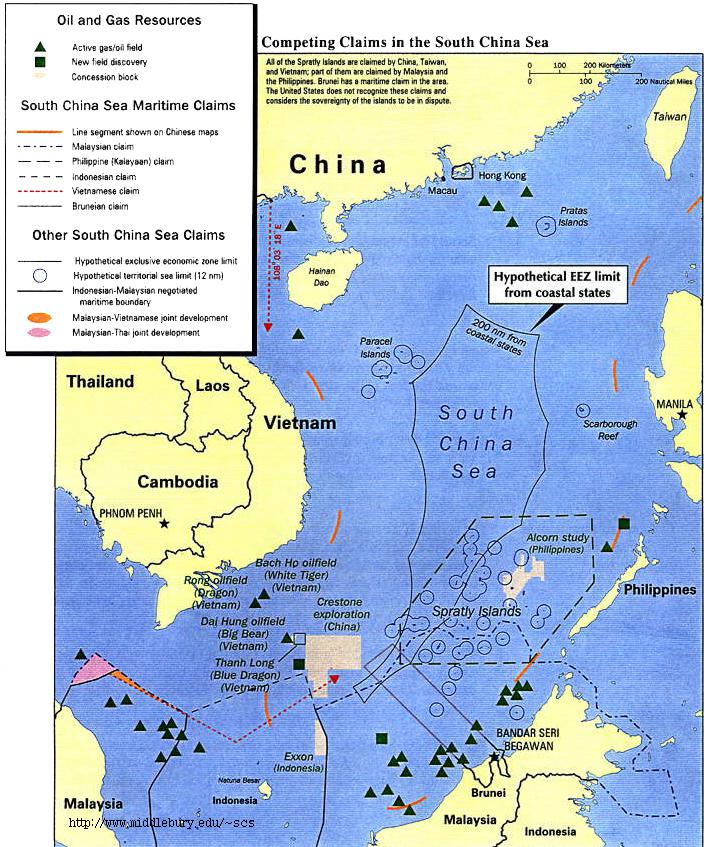 Oil and Gas Resources
Active gas/oil field
New field discovery
Concession block
South China Sea Maritime Claims
Line segment shown on Chinese maps
Malaysian claim
Philippine (Kalayaan) claim
Indonesian claim
Vietnamese claim
Bruneian claim
Other South China Sea Claims
Hypothetical exclusive economic zone limit
Hypothetical territorial sea limit (12 nm)
Indonesian-Malaysian negotiated
maritime boundary
Malaysian-Vietnamese joint development
Malaysian-Thai joint development
Competing Claims in the South China Sea
All of the Spratly Islands are claimed by China, Taiwan,
and Vietnam; part of them are claimed by Malaysia and
the Philippines. Brunei has a maritime claim in the area.
The United States does not recognize these claims and
considers the sovereignty of the islands to be in dispute.
0 100 200 Kilometers
0 100 200 Nautical Miles
Taiwan
China
Hong Kong
Macau
Pratas
Islands
108° 03' 18" E
Hainan
Dao
Hypothetical EEZ limit
from coastal states
200 nm from
coastal states
Paracel
Islands
Thailand
Laos
Vietnam
South
China
Sea
MANILA
Scarborough
Reef
Cambodia
PHNOM PENH
Alcorn study
(Philippines)
Bach Ho oilfield
(White Tiger)
(Vietnam)
Rong oilfield
(Dragon)
(Vietnam)
Crestone
exploration
(China)
Spratly Islands
Philippines
Dai Hung oilfield
(Big Bear)
(Vietnam)
Thanh Long
(Blue Dragon)
(Vietnam)
BANDAR SERI
BEGAWAN
Exxon
(Indonesia)
Natuna Besar
Indonesia
Malaysia
Brunei
Malaysia
Indonesia
http://www.middlebury.edu/~scs